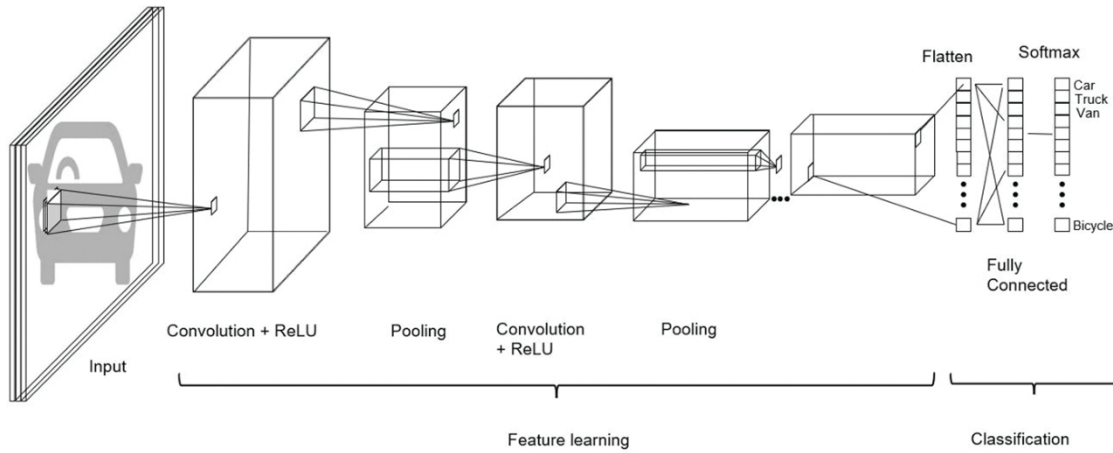 Flatten
Softmax
Car
Truck
Van
Bicycle
Fully
Connected
Convolution + ReLU
Pooling
Convolution
+ ReLU
Pooling
Input
Feature learning
Classification